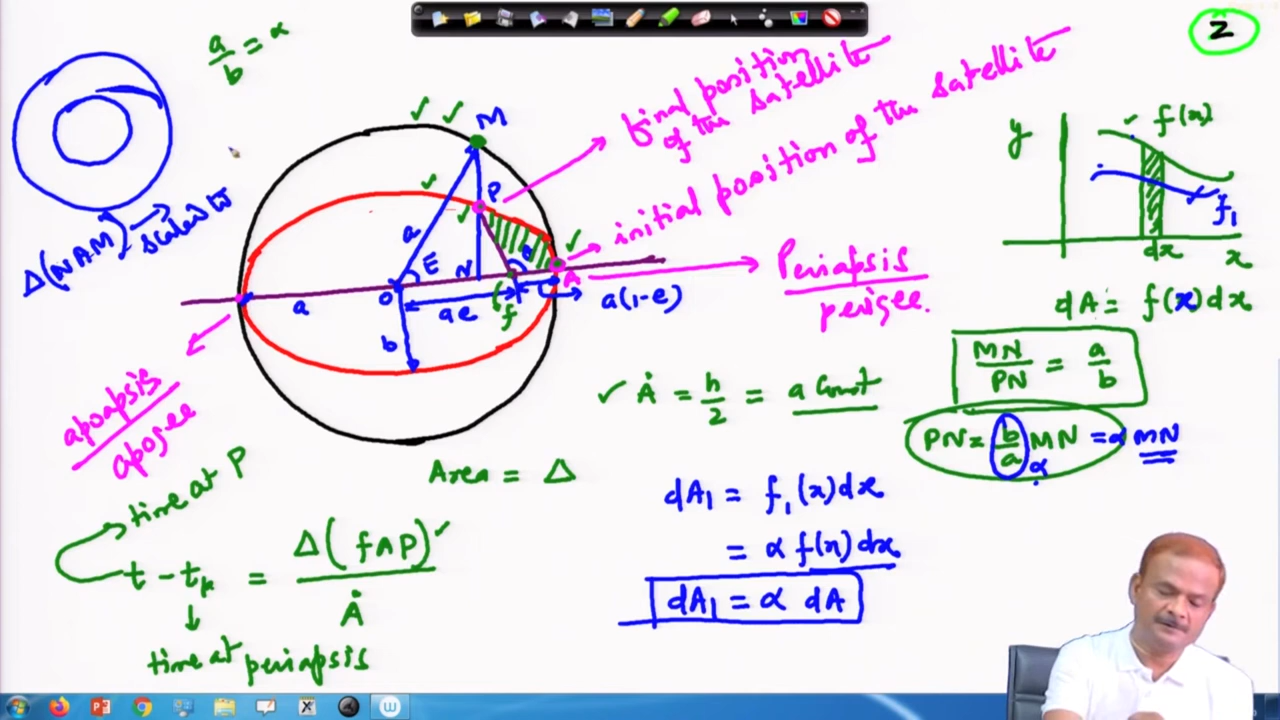 2
a/b = α
final position
of the satellite
initial position of the satellite
M
P
a
E
N
θ
A
O
a
ae
f
a(1-e)
b
Periapsis
perigee.
apoapsis
apogee
Δ(NAM) → scaled to
y
f(x)
f₁
dx
x
dA = f(x)dx
MN/PN = a/b
PN = b/a MN = α MN
α
✓ Ȧ = h/2 = a const
Area = Δ
time at P
t - tₚ = Δ(fAP)✓ / Ȧ
time at periapsis
dA₁ = f₁(x)dx
= α f(x)dx
dA₁ = α dA